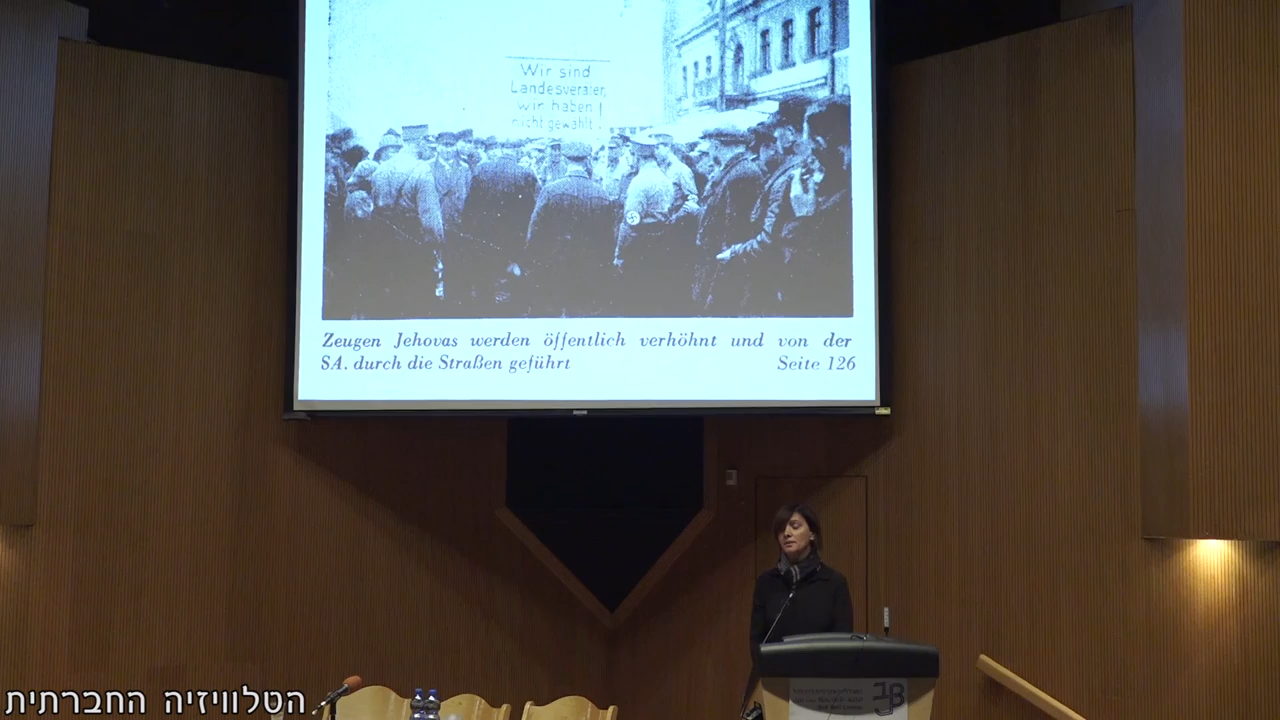 Wir sind
Landesverräter,
wir haben
nicht gewählt!
Zeugen Jehovas werden öffentlich verhöhnt und von der
SA. durch die Straßen geführt
Seite 126
הטלוויזיה החברתית